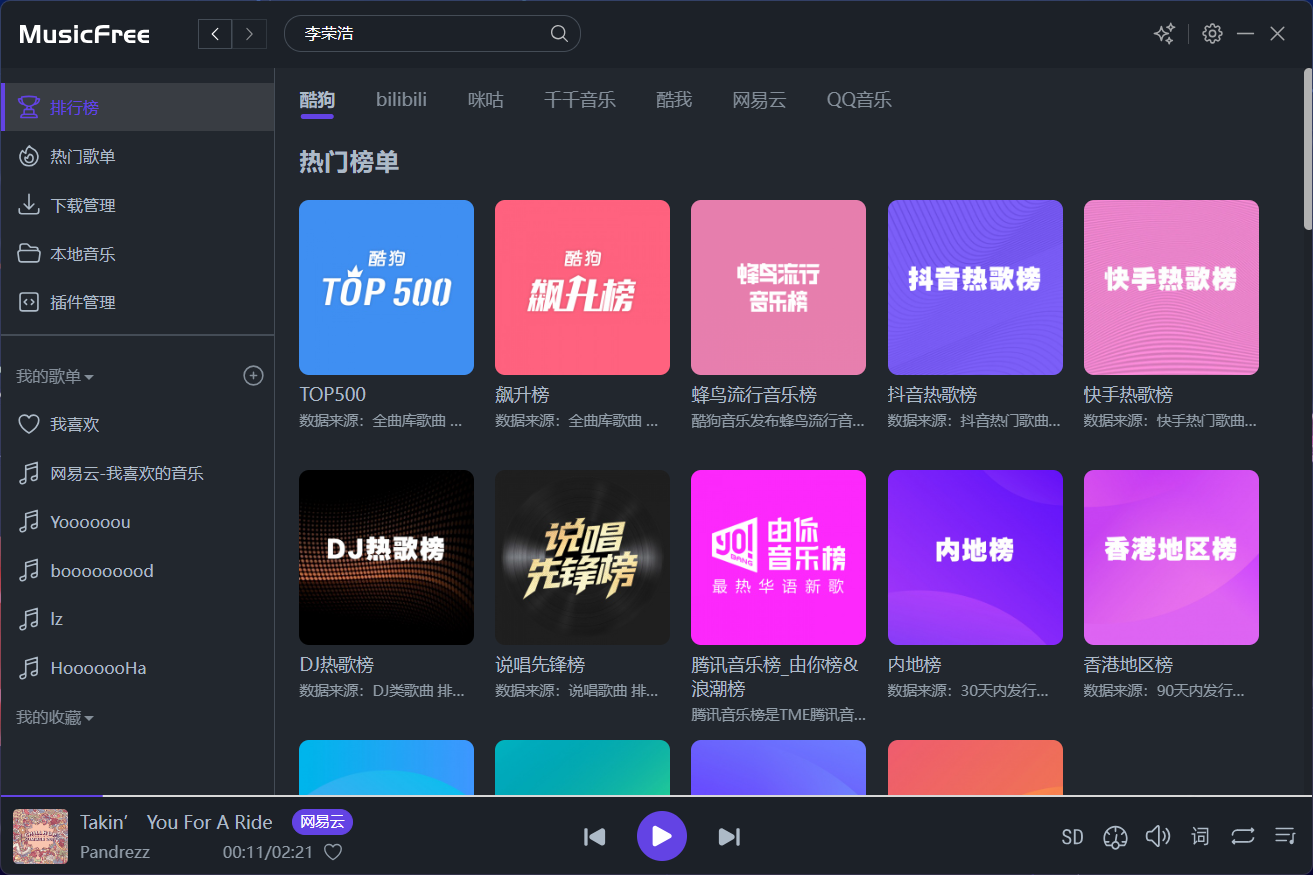 MusicFree
李荣浩
排行榜
热门歌单
下载管理
本地音乐
插件管理
我的歌单
我喜欢
网易云-我喜欢的音乐
Yoooooou
booooooood
lz
HooooooHa
我的收藏
酷狗 bilibili 咪咕 千千音乐 酷我 网易云 QQ音乐
热门榜单
酷狗
TOP 500
TOP500
数据来源：全曲库歌曲 ...
酷狗
飙升榜
飙升榜
数据来源：全曲库歌曲 ...
蜂鸟流行
音乐榜
蜂鸟流行音乐榜
酷狗音乐发布蜂鸟流行音...
抖音热歌榜
抖音热歌榜
数据来源：抖音热门歌曲...
快手热歌榜
快手热歌榜
数据来源：快手热门歌曲...
DJ热歌榜
DJ热歌榜
数据来源：DJ类歌曲 排...
说唱
先锋榜
说唱先锋榜
数据来源：说唱歌曲 排...
YO!
BANG
由你
音乐榜
最热华语新歌
腾讯音乐榜_由你榜&
浪潮榜
腾讯音乐榜是TME腾讯音...
内地榜
内地榜
数据来源：30天内发行...
香港地区榜
香港地区榜
数据来源：90天内发行...
Takin’ You For A Ride 网易云
Pandrezz 00:11/02:21
SD 词